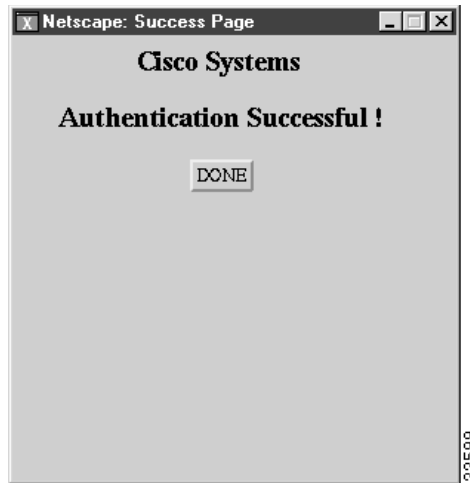 Netscape: Success Page
Cisco Systems
Authentication Successful !
DONE